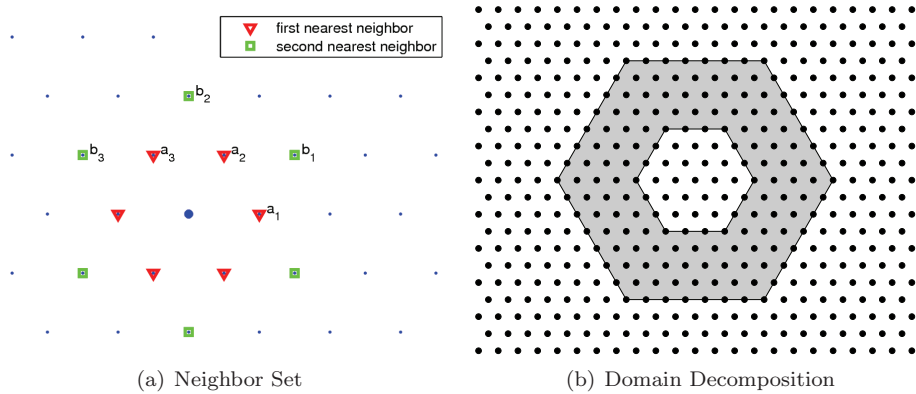 first nearest neighbor
second nearest neighbor
b2
b3
a3
a2
b1
a1
(a) Neighbor Set
(b) Domain Decomposition